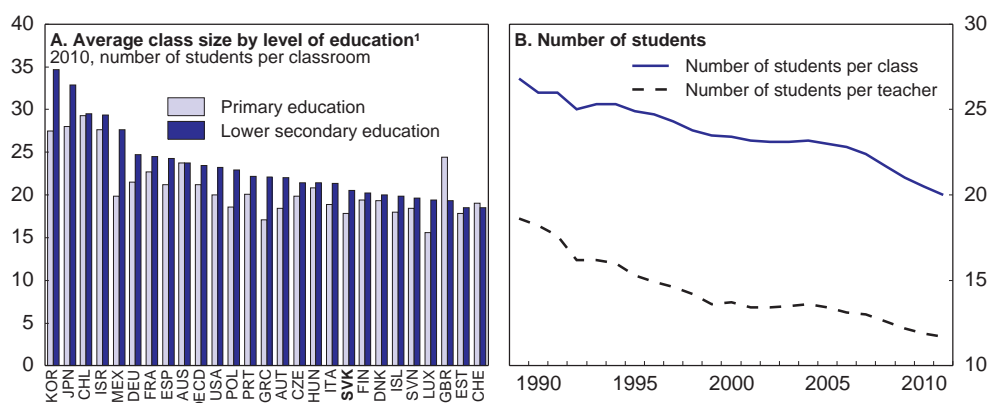 A. Average class size by level of education¹
2010, number of students per classroom
Primary education
Lower secondary education
40
35
30
25
20
15
10
5
0
KOR
JPN
CHL
ISR
MEX
DEU
FRA
ESP
AUS
OECD
USA
POL
PRT
GRC
AUT
CZE
HUN
ITA
SVK
FIN
DNK
ISL
SVN
LUX
GBR
EST
CHE
B. Number of students
Number of students per class
Number of students per teacher
30
25
20
15
10
1990
1995
2000
2005
2010